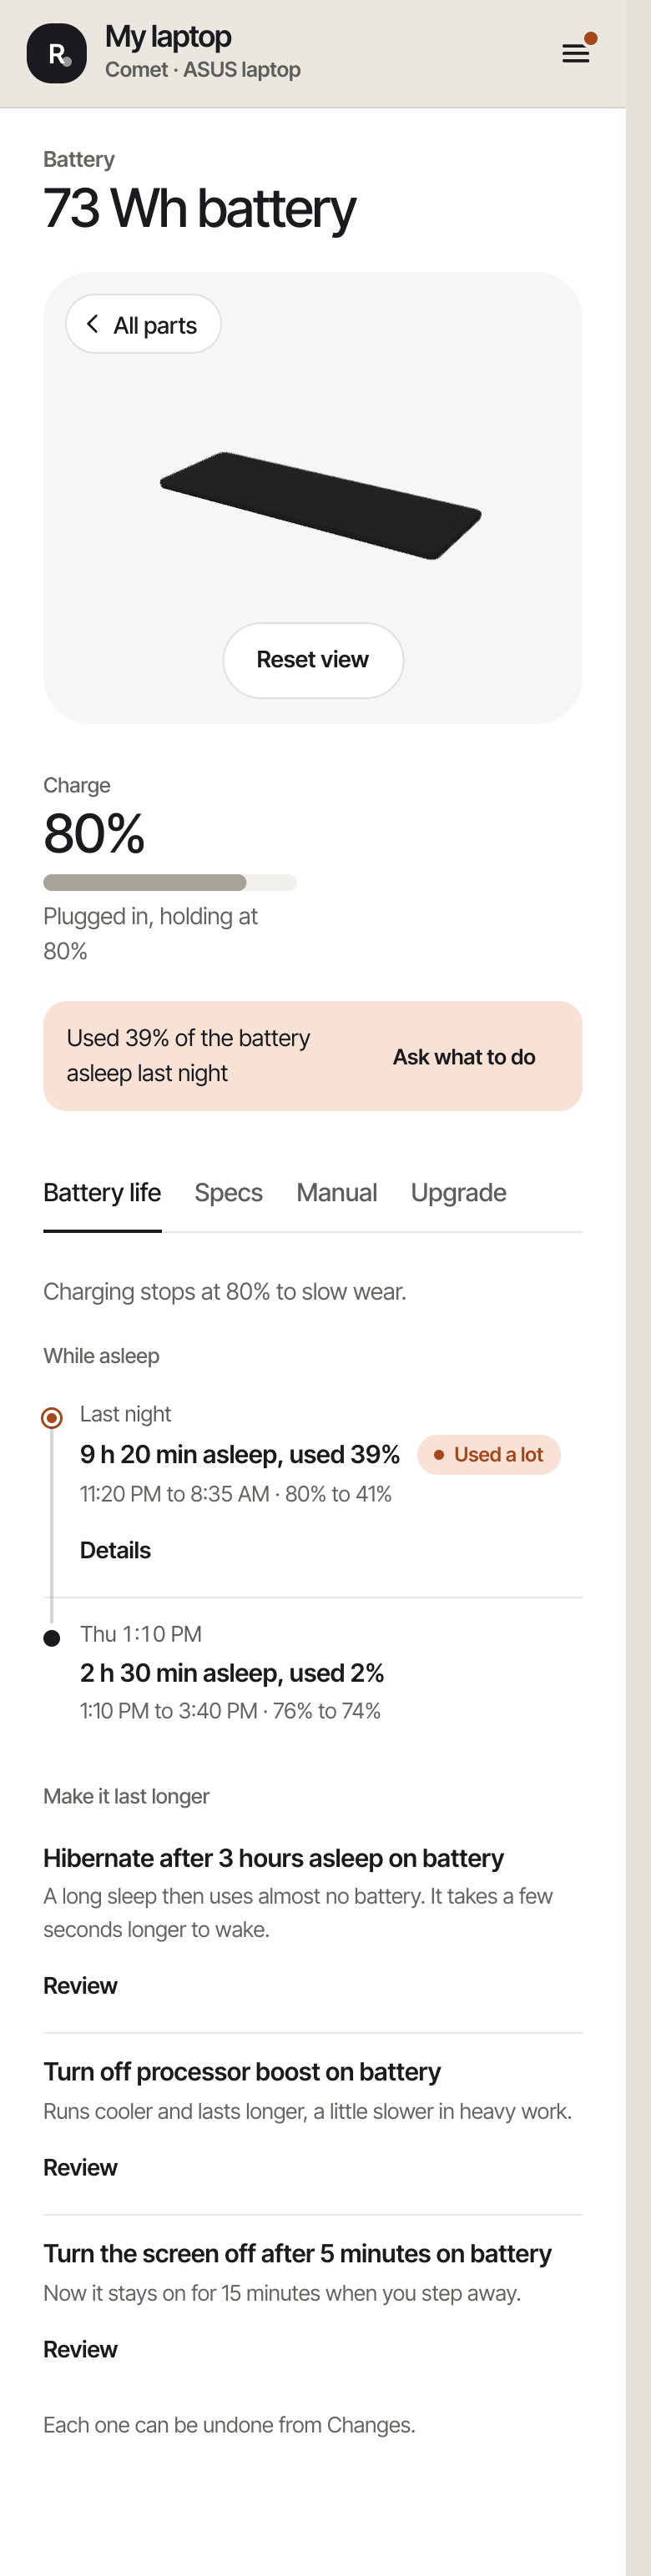 R
My laptop
Comet · ASUS laptop
Battery
73 Wh battery
All parts
Reset view
Charge
80%
Plugged in, holding at
80%
Used 39% of the battery
asleep last night
Ask what to do
Battery life Specs Manual Upgrade
Charging stops at 80% to slow wear.
While asleep
Last night
9 h 20 min asleep, used 39% Used a lot
11:20 PM to 8:35 AM · 80% to 41%
Details
Thu 1:10 PM
2 h 30 min asleep, used 2%
1:10 PM to 3:40 PM · 76% to 74%
Make it last longer
Hibernate after 3 hours asleep on battery
A long sleep then uses almost no battery. It takes a few
seconds longer to wake.
Review
Turn off processor boost on battery
Runs cooler and lasts longer, a little slower in heavy work.
Review
Turn the screen off after 5 minutes on battery
Now it stays on for 15 minutes when you step away.
Review
Each one can be undone from Changes.